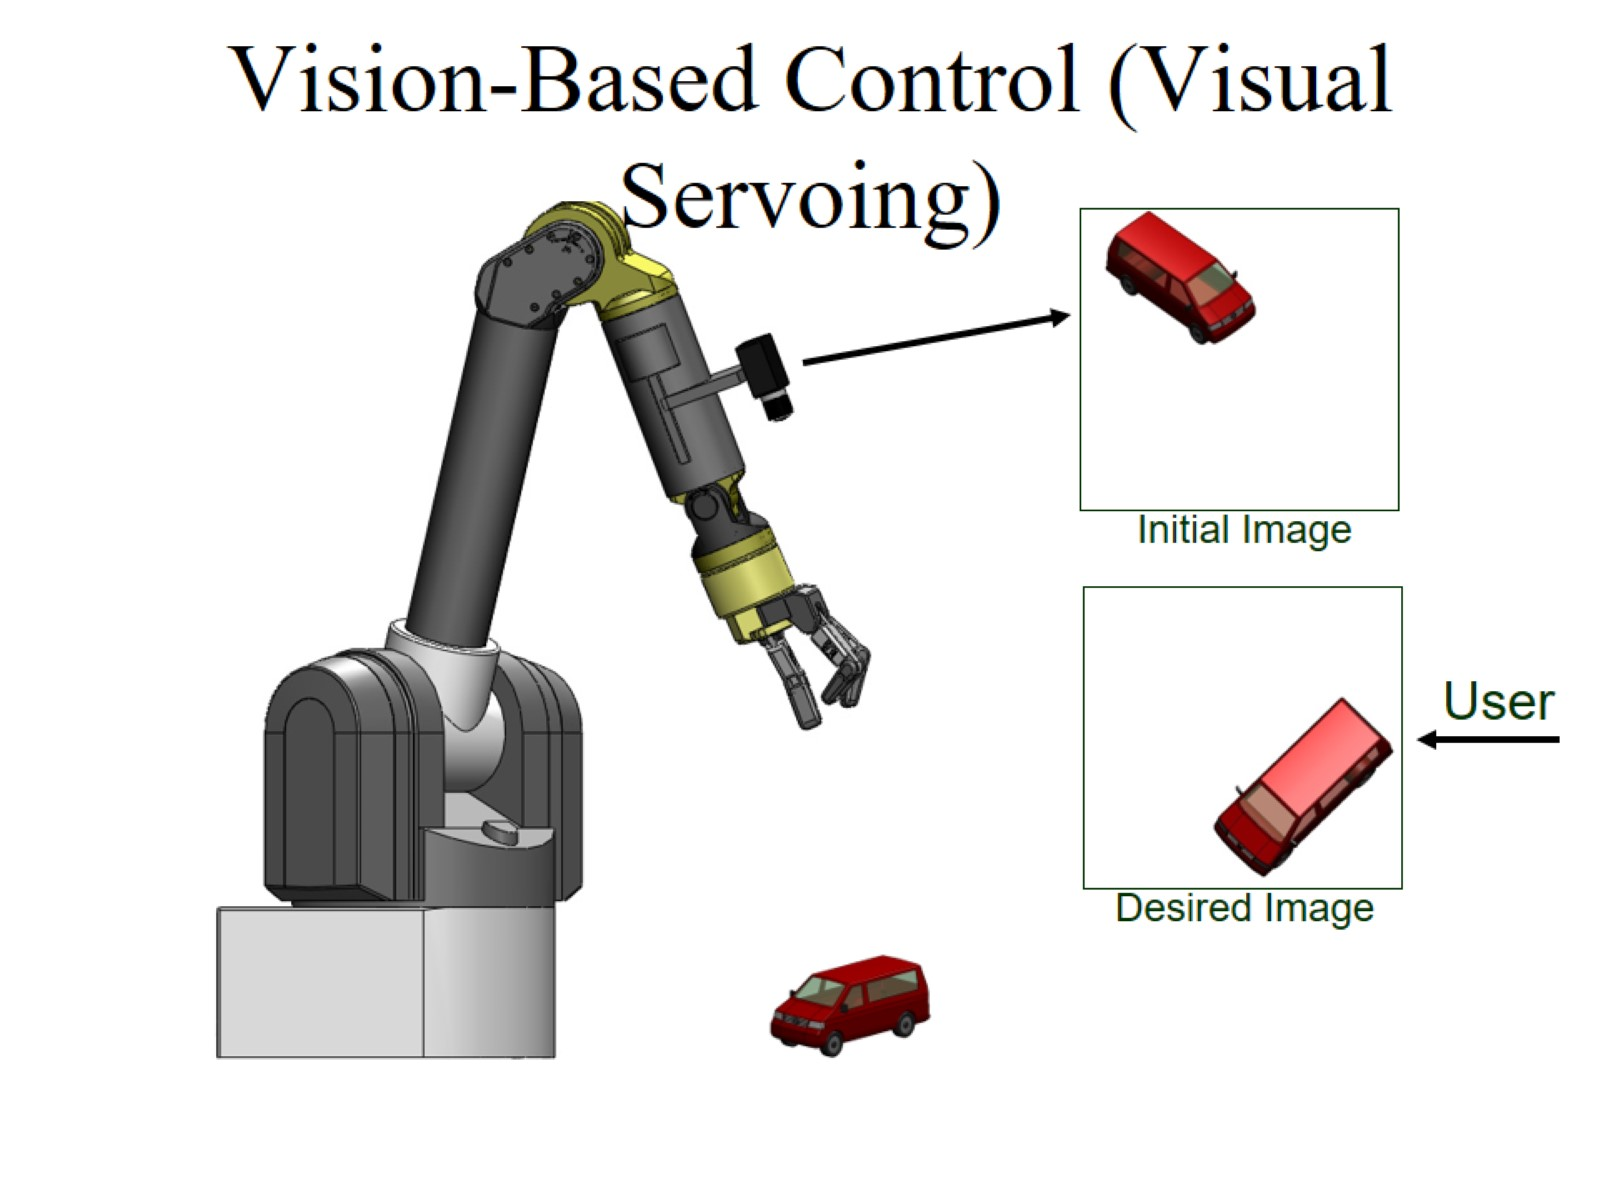 Vision-Based Control (Visual
Servoing)
Initial Image
User
Desired Image